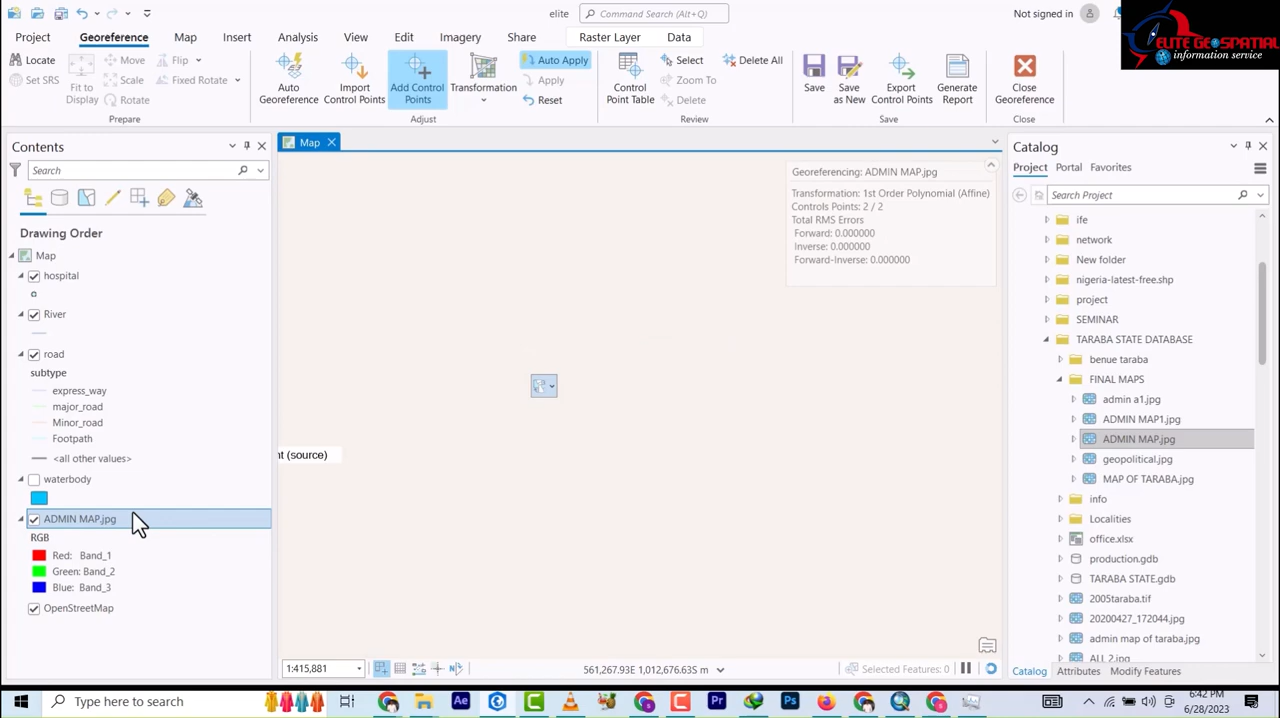 elite
Command Search (Alt+Q)
Not signed in
ELITE GEOSPATIAL
information service
Project
Georeference
Map
Insert
Analysis
View
Edit
Imagery
Share
Raster Layer
Data
Locate
Set SRS
Fit to
Display
Move
Scale
Rotate
Flip
Fixed Rotate
Prepare
Auto
Georeference
Import
Control Points
Add Control
Points
Transformation
Auto Apply
Apply
Reset
Adjust
Control
Point Table
Select
Zoom To
Delete
Delete All
Review
Save
Save
as New
Export
Control Points
Generate
Report
Save
Close
Georeference
Close
Contents
Search
Drawing Order
Map
hospital
River
road
subtype
express_way
major_road
Minor_road
Footpath
<all other values>
waterbody
ADMIN MAP.jpg
RGB
Red: Band_1
Green: Band_2
Blue: Band_3
OpenStreetMap
Map
Georeferencing: ADMIN MAP.jpg
Transformation: 1st Order Polynomial (Affine)
Controls Points: 2 / 2
Total RMS Errors
Forward: 0.000000
Inverse: 0.000000
Forward-Inverse: 0.000000
nt (source)
1:415,881
561,267.93E 1,012,676.63S m
Selected Features: 0
Catalog
Project
Portal
Favorites
Search Project
ife
network
New folder
nigeria-latest-free.shp
project
SEMINAR
TARABA STATE DATABASE
benue taraba
FINAL MAPS
admin a1.jpg
ADMIN MAP1.jpg
ADMIN MAP.jpg
geopolitical.jpg
MAP OF TARABA.jpg
info
Localities
office.xlsx
production.gdb
TARABA STATE.gdb
2005taraba.tif
20200427_172044.jpg
admin map of taraba.jpg
ALL 2.jpg
Catalog
Attributes
Modify Features
Type here to search
6:42 PM
6/28/2023